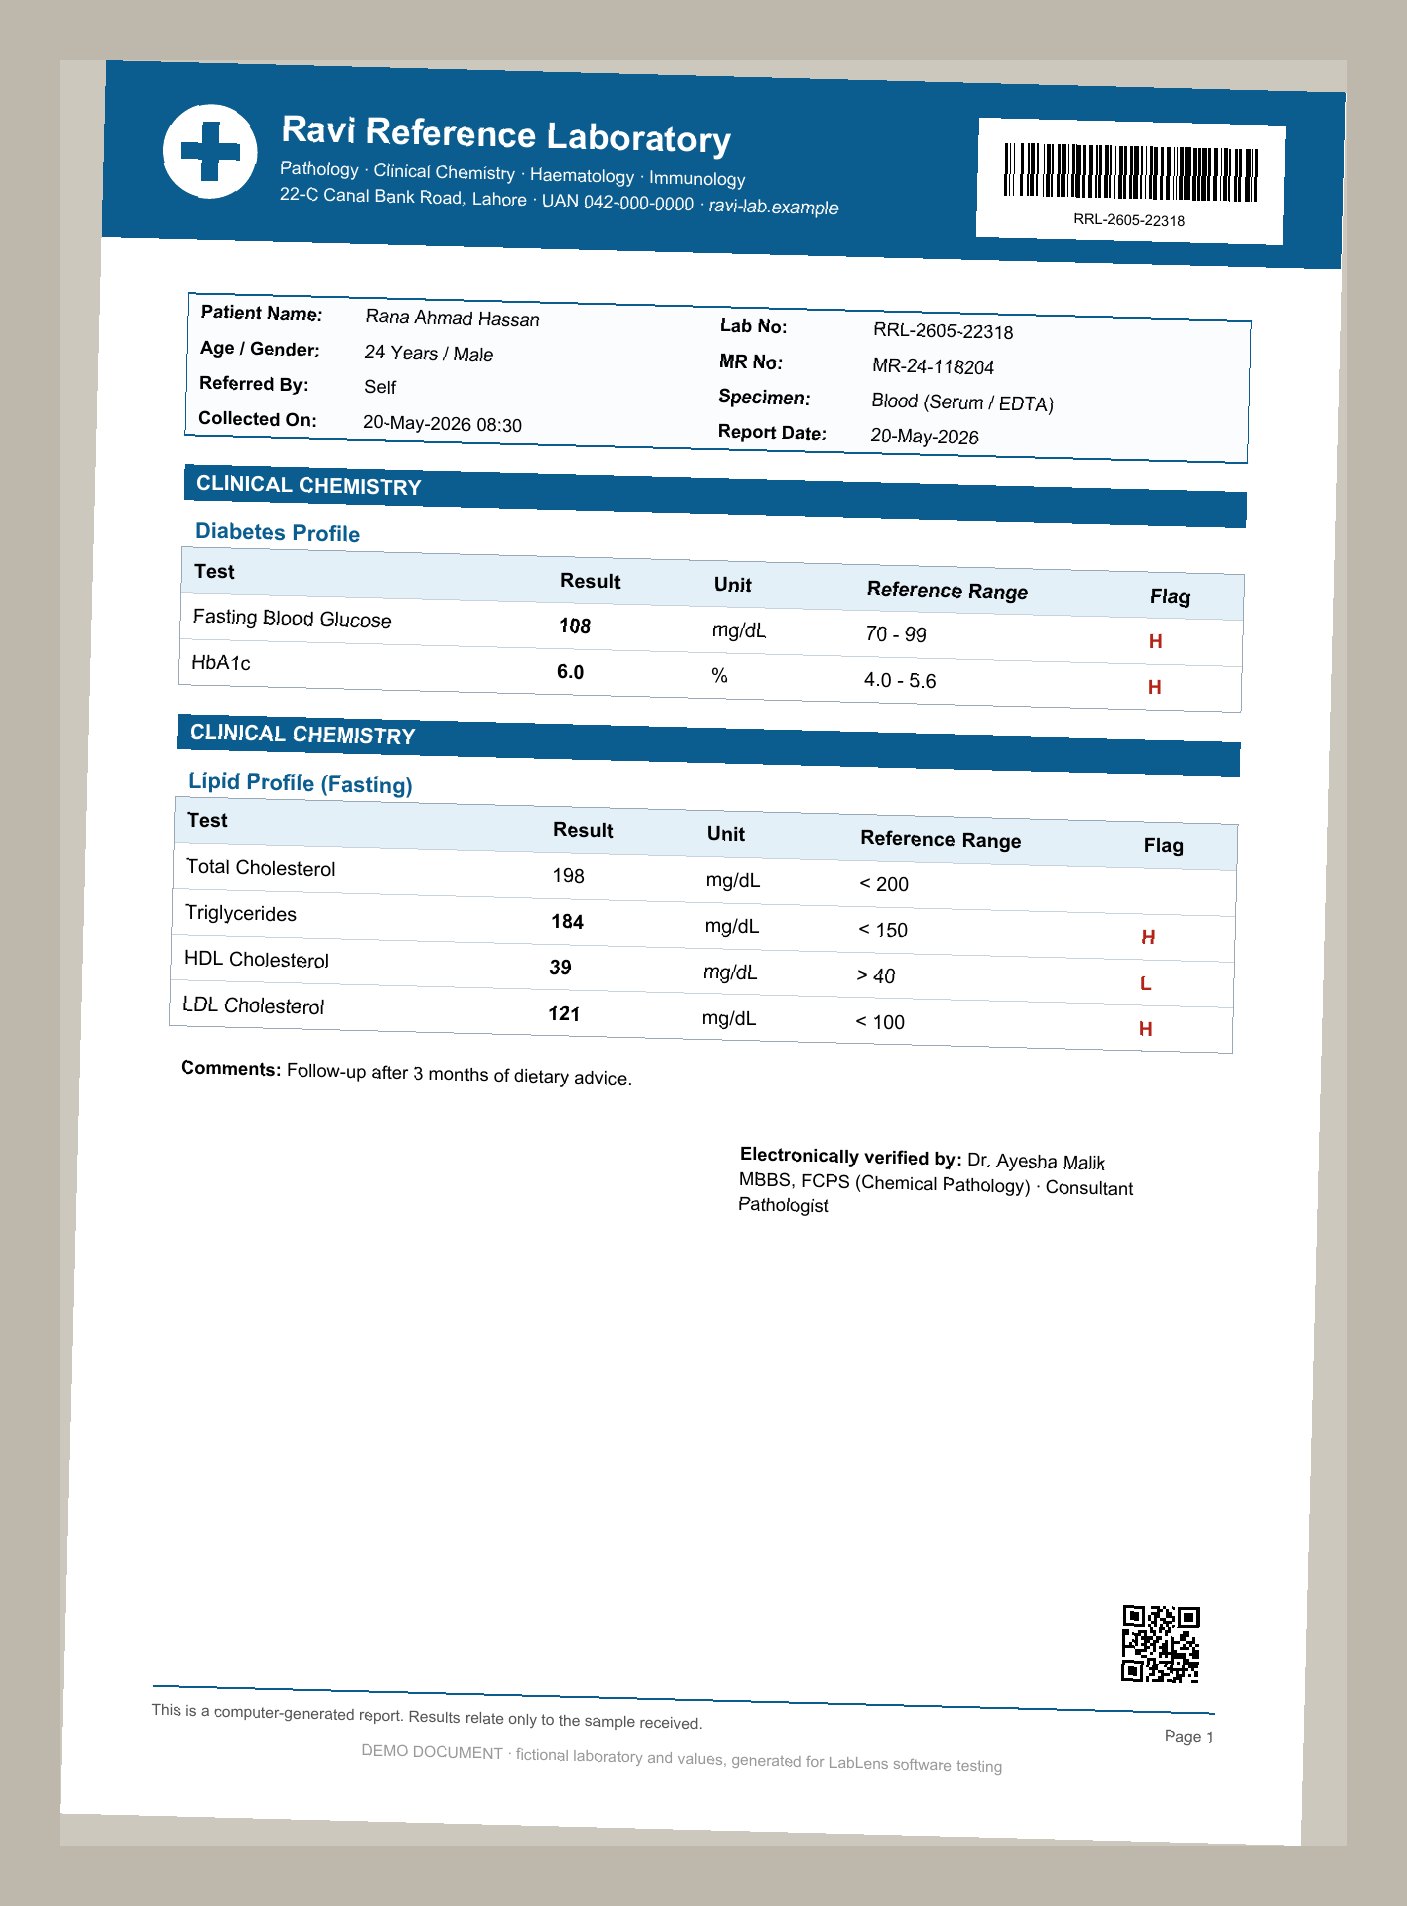 Ravi Reference Laboratory
Pathology · Clinical Chemistry · Haematology · Immunology
22-C Canal Bank Road, Lahore · UAN 042-000-0000 · ravi-lab.example
RRL-2605-22318
Patient Name: Rana Ahmad Hassan Lab No: RRL-2605-22318
Age / Gender: 24 Years / Male MR No: MR-24-118204
Referred By: Self Specimen: Blood (Serum / EDTA)
Collected On: 20-May-2026 08:30 Report Date: 20-May-2026
CLINICAL CHEMISTRY
Diabetes Profile
Test Result Unit Reference Range Flag
Fasting Blood Glucose 108 mg/dL 70 - 99 H
HbA1c 6.0 % 4.0 - 5.6 H
CLINICAL CHEMISTRY
Lipid Profile (Fasting)
Test Result Unit Reference Range Flag
Total Cholesterol 198 mg/dL < 200
Triglycerides 184 mg/dL < 150 H
HDL Cholesterol 39 mg/dL > 40 L
LDL Cholesterol 121 mg/dL < 100 H
Comments: Follow-up after 3 months of dietary advice.
Electronically verified by: Dr. Ayesha Malik
MBBS, FCPS (Chemical Pathology) · Consultant
Pathologist
This is a computer-generated report. Results relate only to the sample received.
Page 1
DEMO DOCUMENT · fictional laboratory and values, generated for LabLens software testing